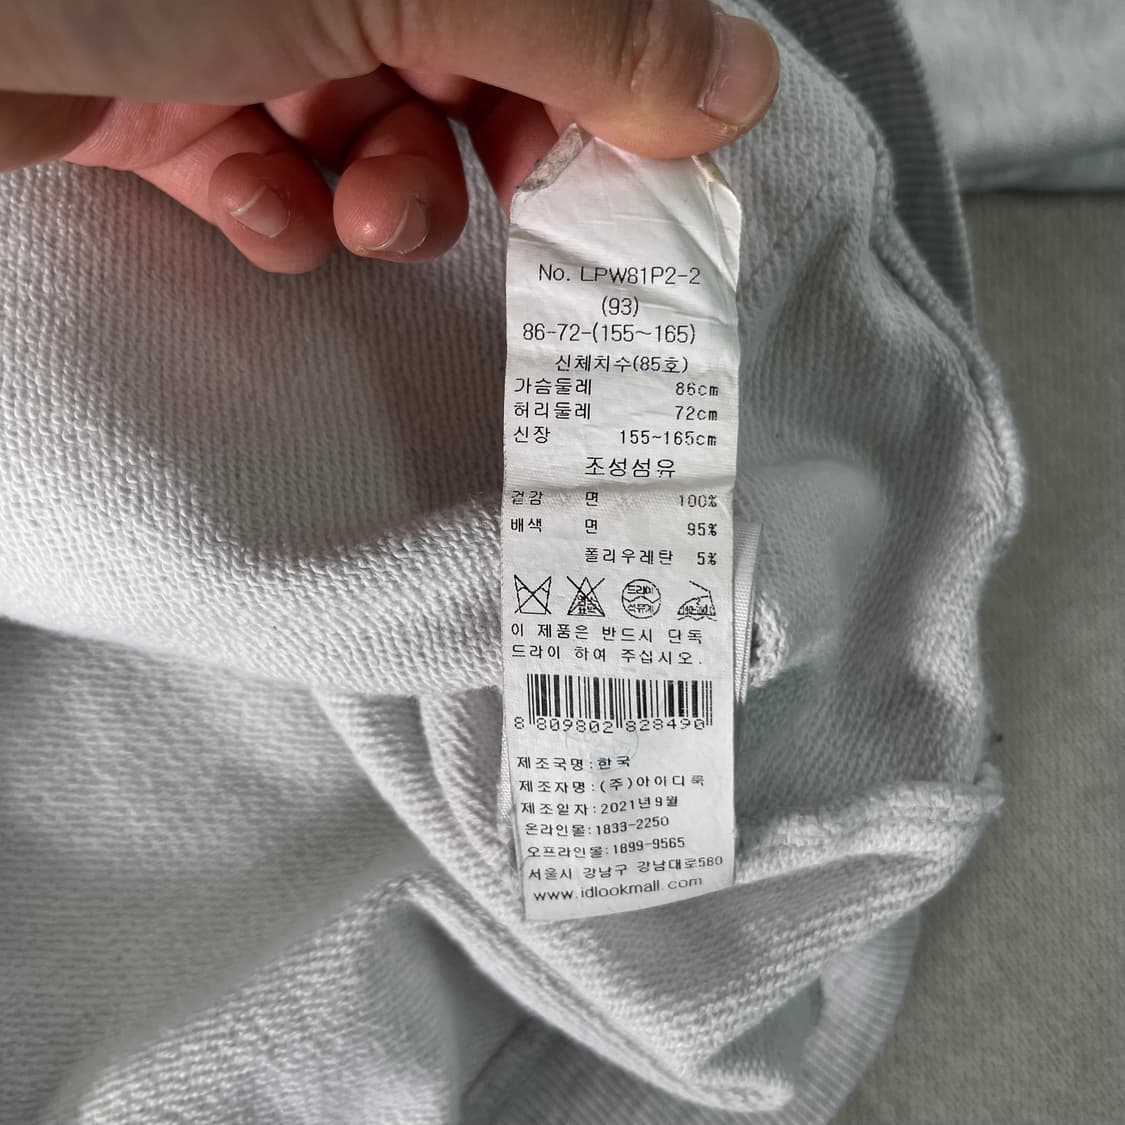 No. LPW81P2-2
(93)
86-72-(155~165)
신체치수(85호)
가슴둘레 86cm
허리둘레 72cm
신장 155~165cm
조성섬유
겉감 면 100%
배색 면 95%
폴리우레탄 5%
드라이
석유계
이 제품은 반드시 단독
드라이 하여 주십시오.
8 809802 828490
제조국명:한국
제조자명:(주)아이디룩
제조일자:2021년9월
온라인몰:1833-2250
오프라인몰:1899-9565
서울시 강남구 강남대로580
www.idlookmall.com